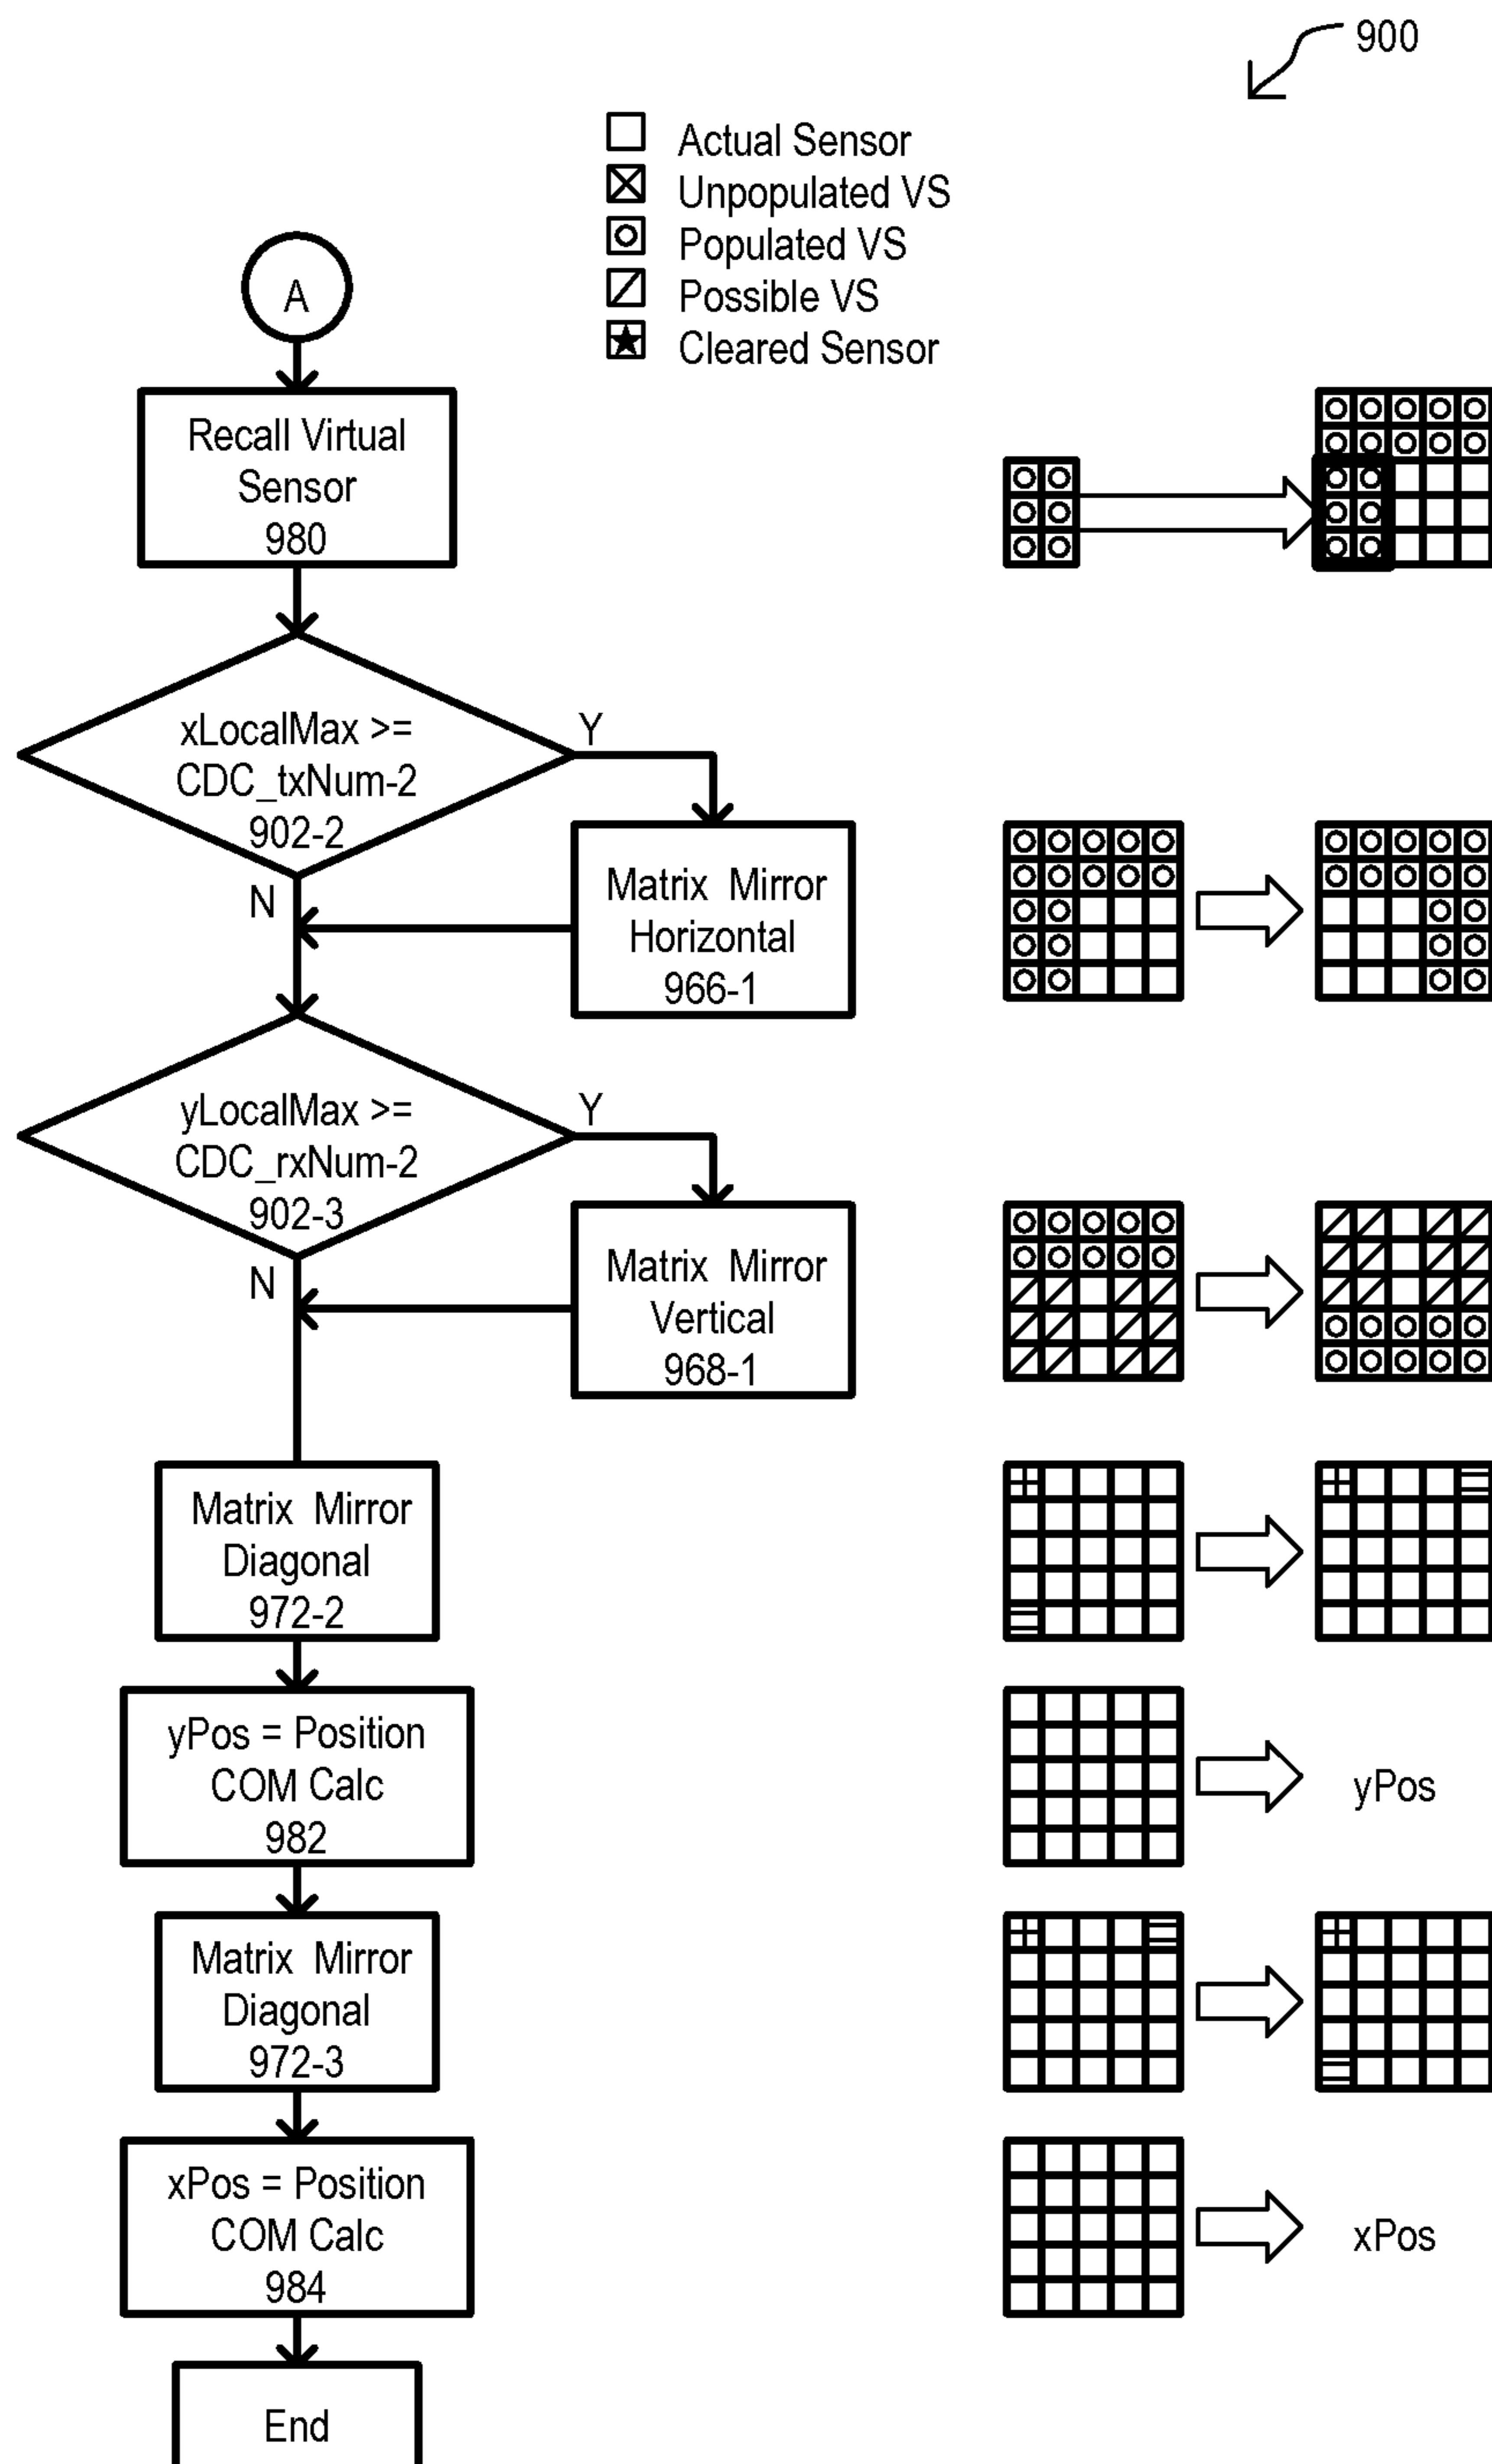 900
Actual Sensor
Unpopulated VS
Populated VS
Possible VS
Cleared Sensor
A
Recall Virtual
Sensor
980
xLocalMax >=
CDC_txNum-2
902-2
Y
N
Matrix Mirror
Horizontal
966-1
yLocalMax >=
CDC_rxNum-2
902-3
Y
N
Matrix Mirror
Vertical
968-1
Matrix Mirror
Diagonal
972-2
yPos = Position
COM Calc
982
yPos
Matrix Mirror
Diagonal
972-3
xPos = Position
COM Calc
984
xPos
End